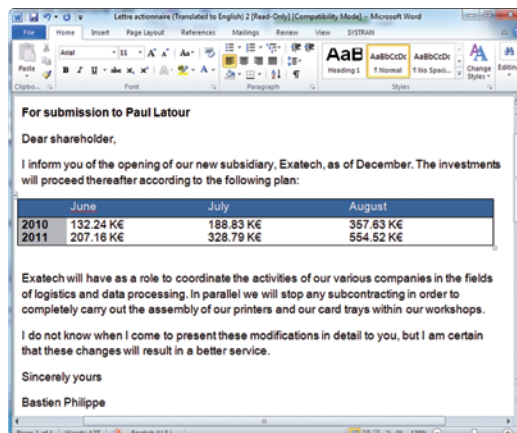 Lettre actionnaire (Translated to English) 2 [Read-Only] [Compatibility Mode] - Microsoft Word
File Home Insert Page Layout References Mailings Review View SYSTRAN
Paste Arial 11 Heading 1 ¶ Normal ¶ No Spaci... Change Styles Editing
Clipbo... Font Paragraph Styles
For submission to Paul Latour
Dear shareholder,
I inform you of the opening of our new subsidiary, Exatech, as of December. The investments
will proceed thereafter according to the following plan:
June July August
2010 132.24 K€ 188.83 K€ 357.63 K€
2011 207.16 K€ 328.79 K€ 554.52 K€
Exatech will have as a role to coordinate the activities of our various companies in the fields
of logistics and data processing. In parallel we will stop any subcontracting in order to
completely carry out the assembly of our printers and our card trays within our workshops.
I do not know when I come to present these modifications in detail to you, but I am certain
that these changes will result in a better service.
Sincerely yours
Bastien Philippe